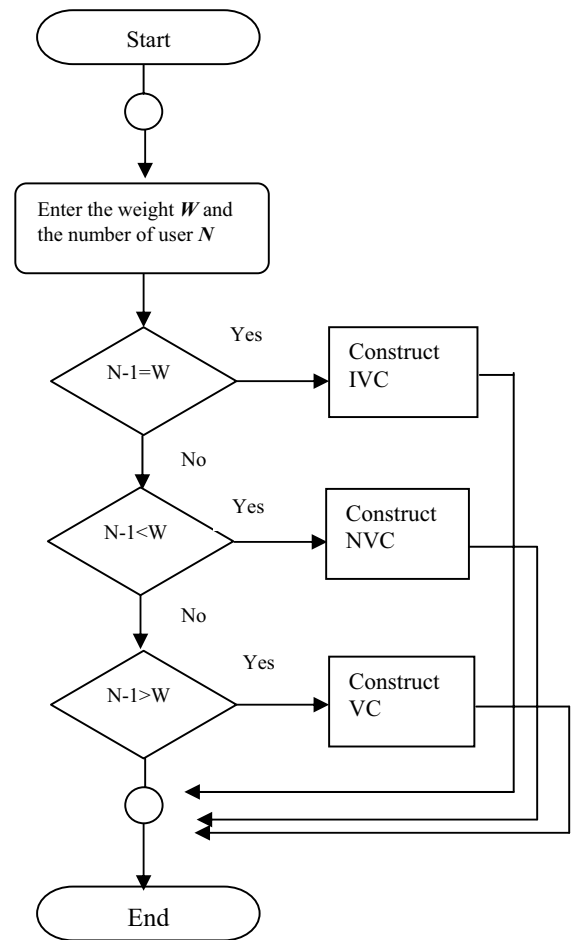 Start
Enter the weight W and
the number of user N
Yes
N-1=W
Construct
IVC
No
Yes
N-1<W
Construct
NVC
No
Yes
N-1>W
Construct
VC
End